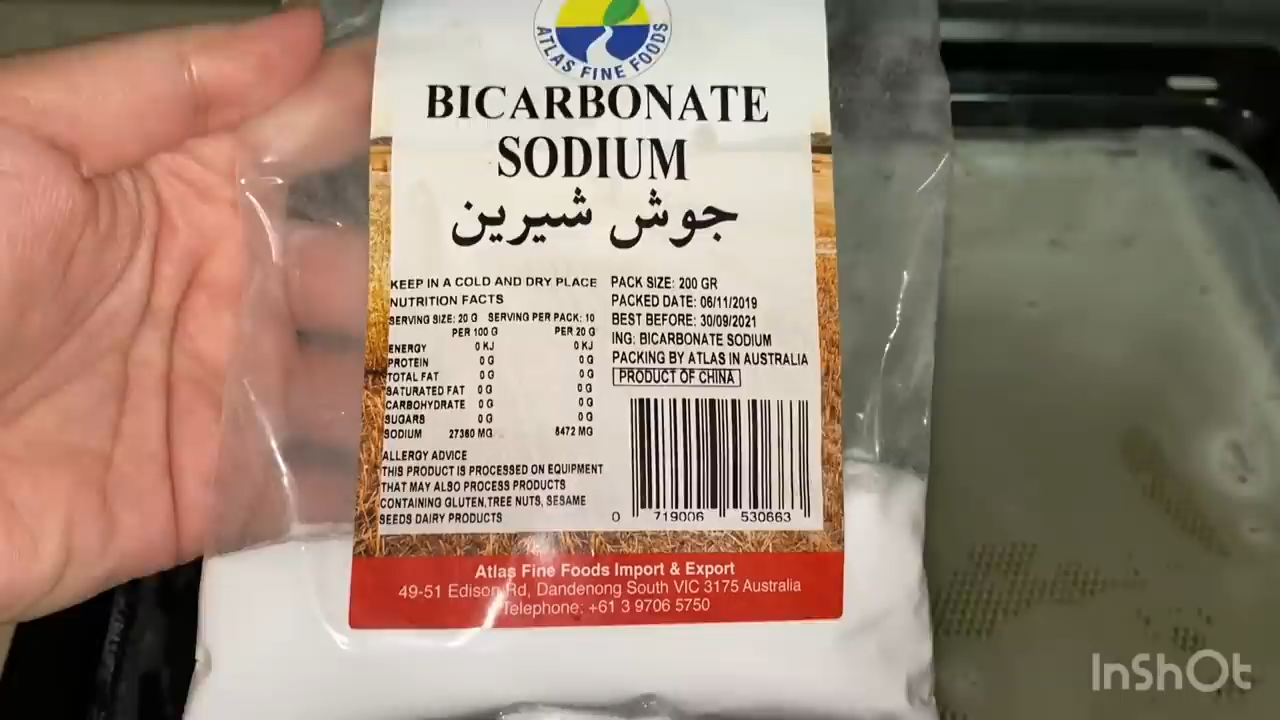 ATLAS FINE FOODS
BICARBONATE
SODIUM
جوش شیرین
KEEP IN A COLD AND DRY PLACE
NUTRITION FACTS
SERVING SIZE: 20 G SERVING PER PACK: 10
PER 100 G PER 20 G
ENERGY 0 KJ 0 KJ
PROTEIN 0 G 0 G
TOTAL FAT 0 G 0 G
SATURATED FAT 0 G 0 G
CARBOHYDRATE 0 G 0 G
SUGARS 0 G 0 G
SODIUM 27360 MG 5472 MG
ALLERGY ADVICE
THIS PRODUCT IS PROCESSED ON EQUIPMENT
THAT MAY ALSO PROCESS PRODUCTS
CONTAINING GLUTEN,TREE NUTS, SESAME
SEEDS DAIRY PRODUCTS
PACK SIZE: 200 GR
PACKED DATE: 06/11/2019
BEST BEFORE: 30/09/2021
ING: BICARBONATE SODIUM
PACKING BY ATLAS IN AUSTRALIA
PRODUCT OF CHINA
0 719006 530663
Atlas Fine Foods Import & Export
49-51 Edison Rd, Dandenong South VIC 3175 Australia
Telephone: +61 3 9706 5750
InShOt